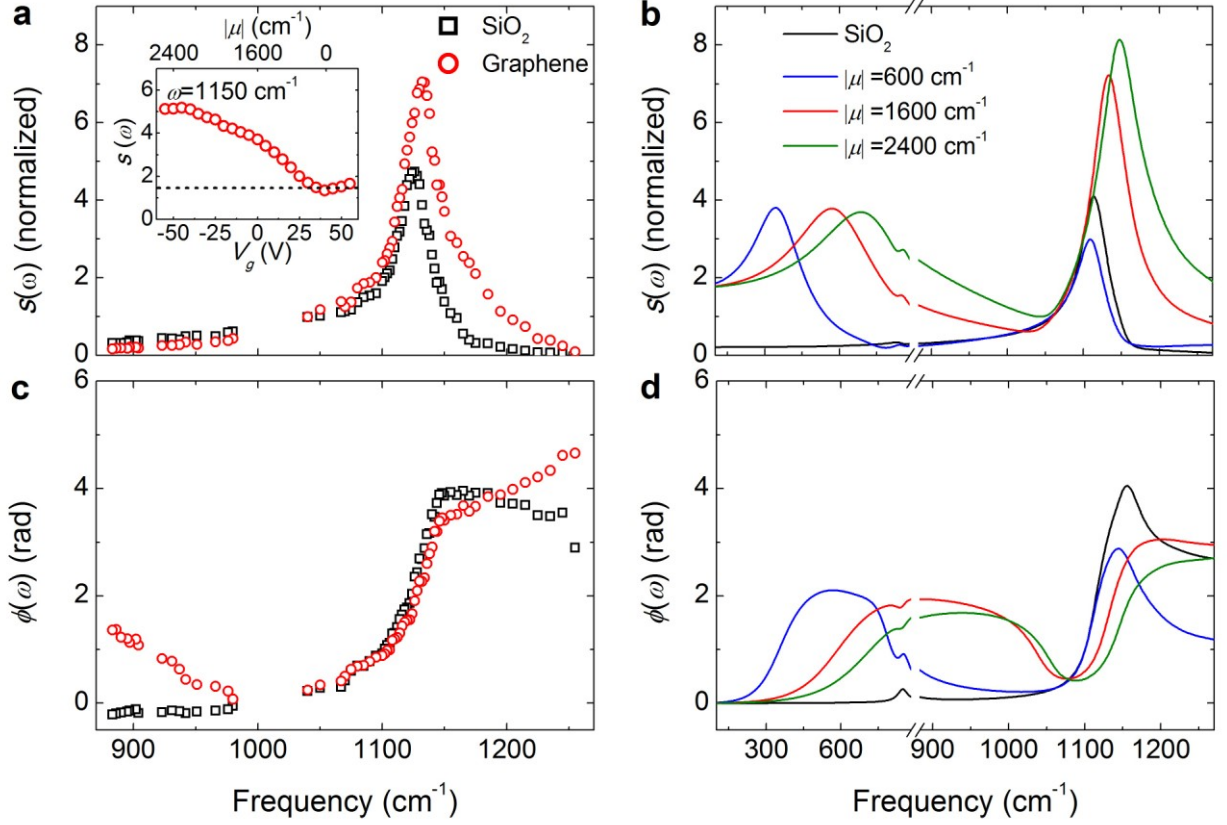 a
8
6
4
2
0
s(ω) (normalized)
|μ| (cm⁻¹)
2400 1600 0
ω=1150 cm⁻¹
6
4
2
0
s (ω)
-50 -25 0 25 50
V_g (V)
SiO₂
Graphene
b
8
6
4
2
0
s(ω) (normalized)
SiO₂
|μ| =600 cm⁻¹
|μ| =1600 cm⁻¹
|μ| =2400 cm⁻¹
c
6
4
2
0
ϕ(ω) (rad)
900 1000 1100 1200
Frequency (cm⁻¹)
d
6
4
2
0
ϕ(ω) (rad)
300 600 900 1000 1100 1200
Frequency (cm⁻¹)